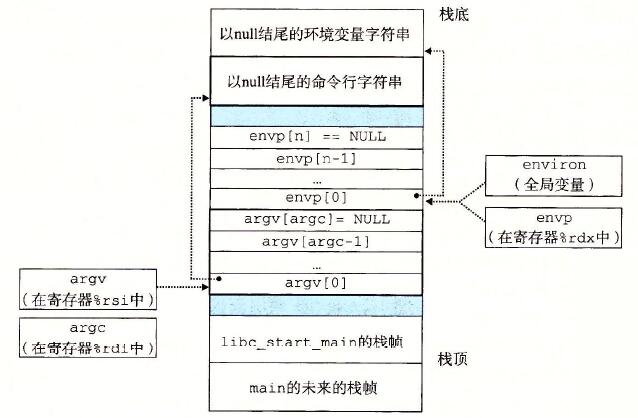 栈底
以null结尾的环境变量字符串
以null结尾的命令行字符串
envp[n] == NULL
envp[n-1]
…
envp[0]
argv[argc]= NULL
argv[argc-1]
…
argv[0]
libc_start_main的栈帧
main的未来的栈帧
栈顶
environ
(全局变量)
envp
(在寄存器%rdx中)
argv
(在寄存器%rsi中)
argc
(在寄存器%rdi中)